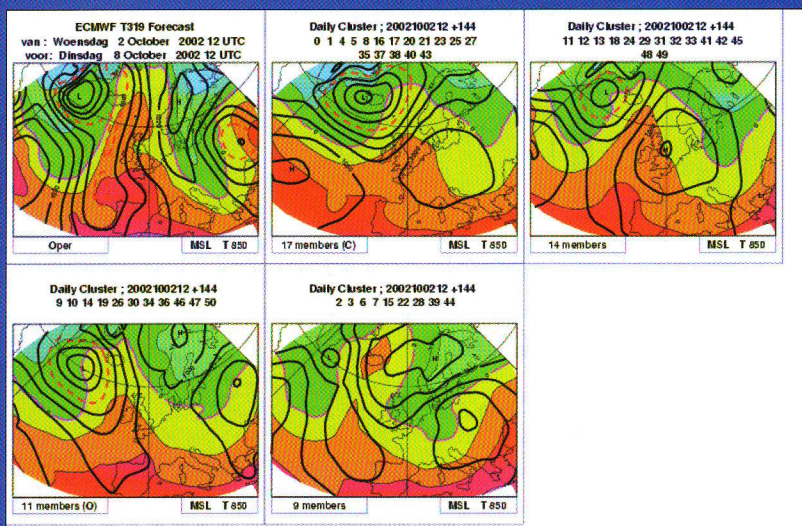 ECMWF T319 Forecast
van : Woensdag 2 October 2002 12 UTC
voor: Dinsdag 8 October 2002 12 UTC
Oper
MSL T 850
Daily Cluster ; 2002100212 +144
0 1 4 5 8 16 17 20 21 23 25 27
35 37 38 40 43
L
H
17 members (C)
MSL T 850
Daily Cluster ; 2002100212 +144
11 12 13 18 24 29 31 32 33 41 42 45
48 49
L
H
14 members
MSL T 850
Daily Cluster ; 2002100212 +144
9 10 14 19 26 30 34 36 46 47 50
L
H
11 members (O)
MSL T 850
Daily Cluster ; 2002100212 +144
2 3 6 7 15 22 28 39 44
L
H
9 members
MSL T 850